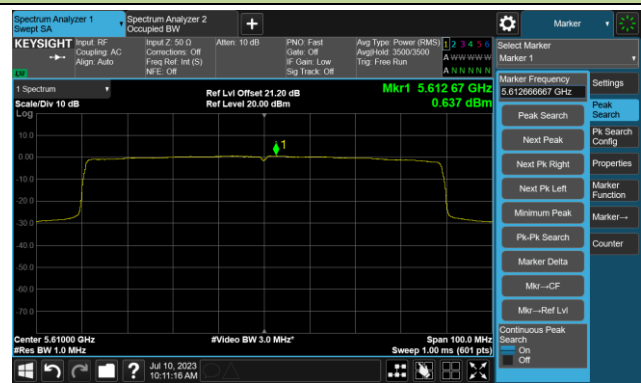 Spectrum Analyzer 1
Swept SA
Spectrum Analyzer 2
Occupied BW
+
Marker
KEYSIGHT
Input: RF
Coupling: AC
Align: Auto
Input Z: 50 Ω
Corrections: Off
Freq Ref: Int (S)
NFE: Off
Atten: 10 dB
PNO: Fast
Gate: Off
IF Gain: Low
Sig Track: Off
Avg Type: Power (RMS)
Avg|Hold: 3500/3500
Trig: Free Run
1 2 3 4 5 6
A W W W W W
A N N N N N
LXI
Select Marker
Marker 1
1 Spectrum
Scale/Div 10 dB
Log
Ref Lvl Offset 21.20 dB
Ref Level 20.00 dBm
Mkr1 5.612 67 GHz
0.637 dBm
10.0
0.00
-10.0
-20.0
-30.0
-40.0
-50.0
-60.0
-70.0
1
Center 5.61000 GHz
#Res BW 1.0 MHz
#Video BW 3.0 MHz*
Span 100.0 MHz
Sweep 1.00 ms (601 pts)
Marker Frequency
5.612666667 GHz
Peak Search
Next Peak
Next Pk Right
Next Pk Left
Minimum Peak
Pk-Pk Search
Marker Delta
Mkr→CF
Mkr→Ref Lvl
Continuous Peak
Search
On
Off
Settings
Peak
Search
Pk Search
Config
Properties
Marker
Function
Marker→
Counter
?
Jul 10, 2023
10:11:16 AM